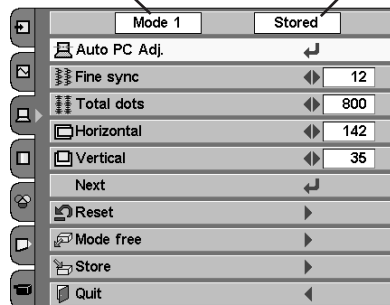 Mode 1 Stored
Auto PC Adj.
Fine sync 12
Total dots 800
Horizontal 142
Vertical 35
Next
Reset
Mode free
Store
Quit